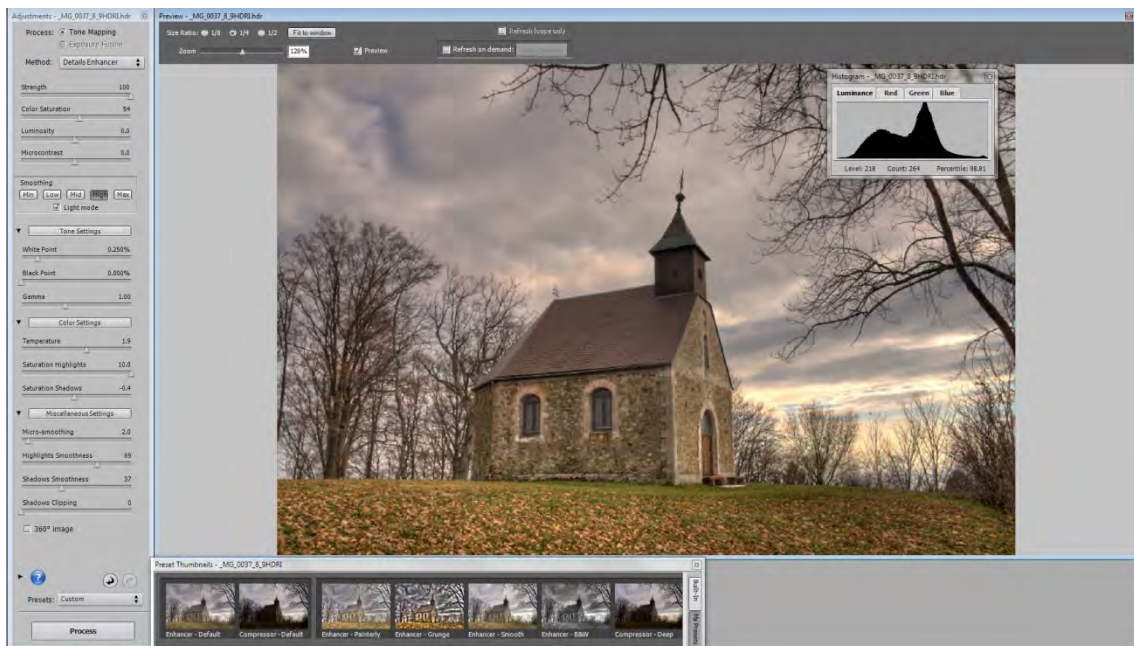 Adjustments - _MG_0037_8_9HDRI.hdr
Process: Tone Mapping
Exposure Fusion
Method: Details Enhancer
Strength 100
Color Saturation 54
Luminosity 0.0
Microcontrast 0.0
Smoothing
Min Low Mid High Max
Light mode
Tone Settings
White Point 0.250%
Black Point 0.000%
Gamma 1.00
Color Settings
Temperature 1.9
Saturation Highlights 10.0
Saturation Shadows -0.4
Miscellaneous Settings
Micro-smoothing 2.0
Highlights Smoothness 89
Shadows Smoothness 37
Shadows Clipping 0
360° image
?
Presets: Custom
Process
Preview - _MG_0037_8_9HDRI.hdr
Size Ratio: 1/8 1/4 1/2 Fit to window
Refresh loupe only
Zoom 128% Preview Refresh on demand:
Histogram - _MG_0037_8_9HDRI.hdr
Luminance Red Green Blue
Level: 218 Count: 264 Percentile: 98.81
Preset Thumbnails - _MG_0037_8_9HDRI
Enhancer - Default Compressor - Default Enhancer - Painterly Enhancer - Grunge Enhancer - Smooth Enhancer - B&W Compressor - Deep
Built-In
My Presets